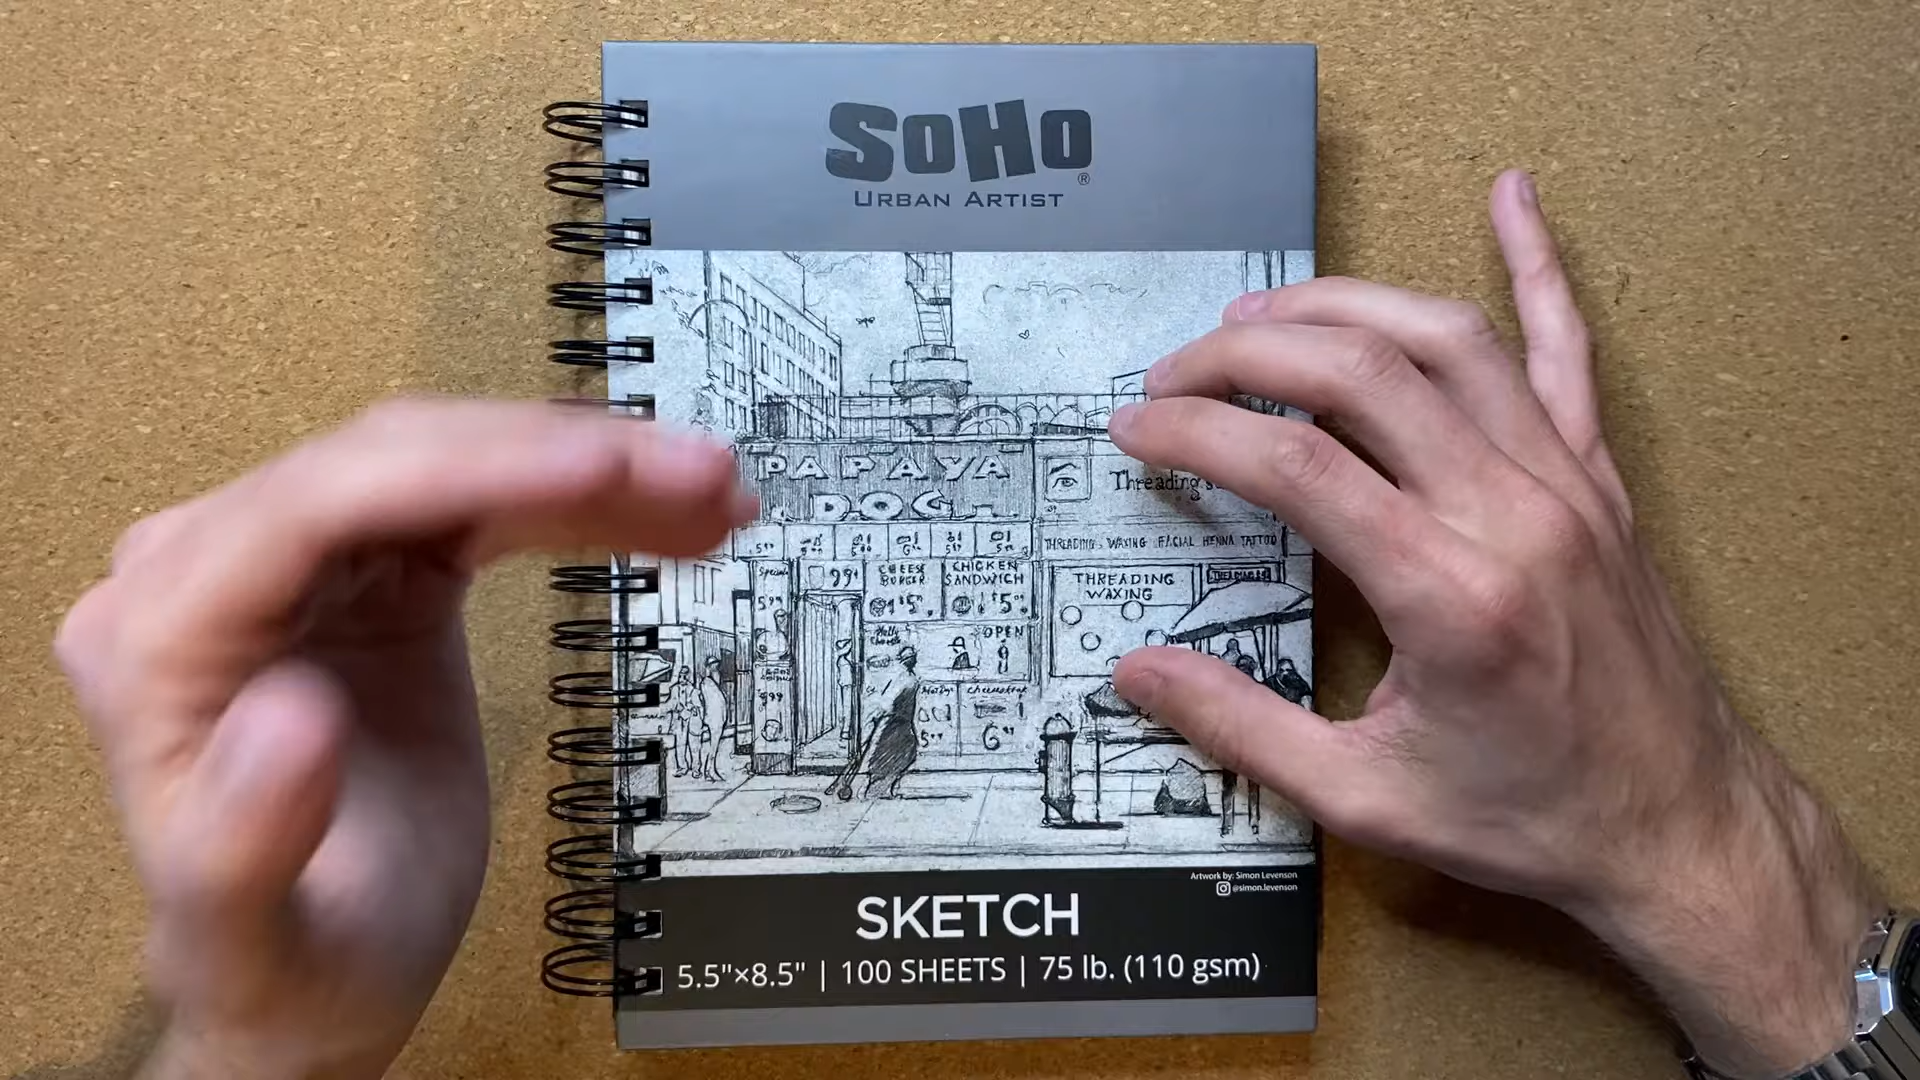 SOHO
®
URBAN ARTIST
PAPAYA
DOG
Threading
THREADING . WAXING . FACIAL HENNA TATTOO
CHEESE
BURGER
CHICKEN
SANDWICH
99¢
THREADING
WAXING
OPEN
Artwork by: Simon Levenson
@simon.levenson
SKETCH
5.5"×8.5" | 100 SHEETS | 75 lb. (110 gsm)